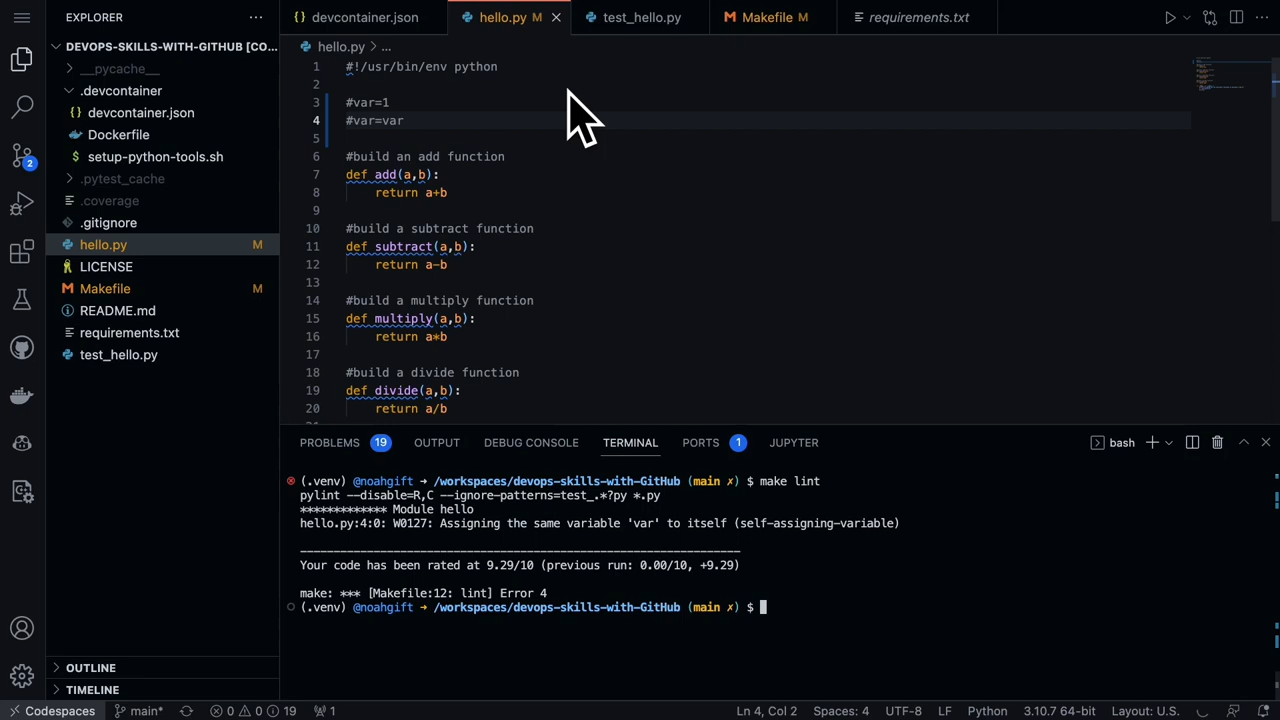 EXPLORER ···
{} devcontainer.json
hello.py M
test_hello.py
Makefile M
requirements.txt
DEVOPS-SKILLS-WITH-GITHUB [CO...
__pycache__
.devcontainer
{} devcontainer.json
Dockerfile
$ setup-python-tools.sh
.pytest_cache
.coverage
.gitignore
hello.py M
LICENSE
Makefile M
README.md
requirements.txt
test_hello.py
2
OUTLINE
TIMELINE
hello.py > ...
1 #!/usr/bin/env python
2
3 #var=1
4 #var=var
5
6 #build an add function
7 def add(a,b):
8 return a+b
9
10 #build a subtract function
11 def subtract(a,b):
12 return a-b
13
14 #build a multiply function
15 def multiply(a,b):
16 return a*b
17
18 #build a divide function
19 def divide(a,b):
20 return a/b
PROBLEMS 19 OUTPUT DEBUG CONSOLE TERMINAL PORTS 1 JUPYTER
bash
(.venv) @noahgift → /workspaces/devops-skills-with-GitHub (main ✗) $ make lint
pylint --disable=R,C --ignore-patterns=test_.*?py *.py
************* Module hello
hello.py:4:0: W0127: Assigning the same variable 'var' to itself (self-assigning-variable)
------------------------------------------------------------------
Your code has been rated at 9.29/10 (previous run: 0.00/10, +9.29)
make: *** [Makefile:12: lint] Error 4
(.venv) @noahgift → /workspaces/devops-skills-with-GitHub (main ✗) $
Codespaces main* 0 0 19 1 Ln 4, Col 2 Spaces: 4 UTF-8 LF Python 3.10.7 64-bit Layout: U.S.